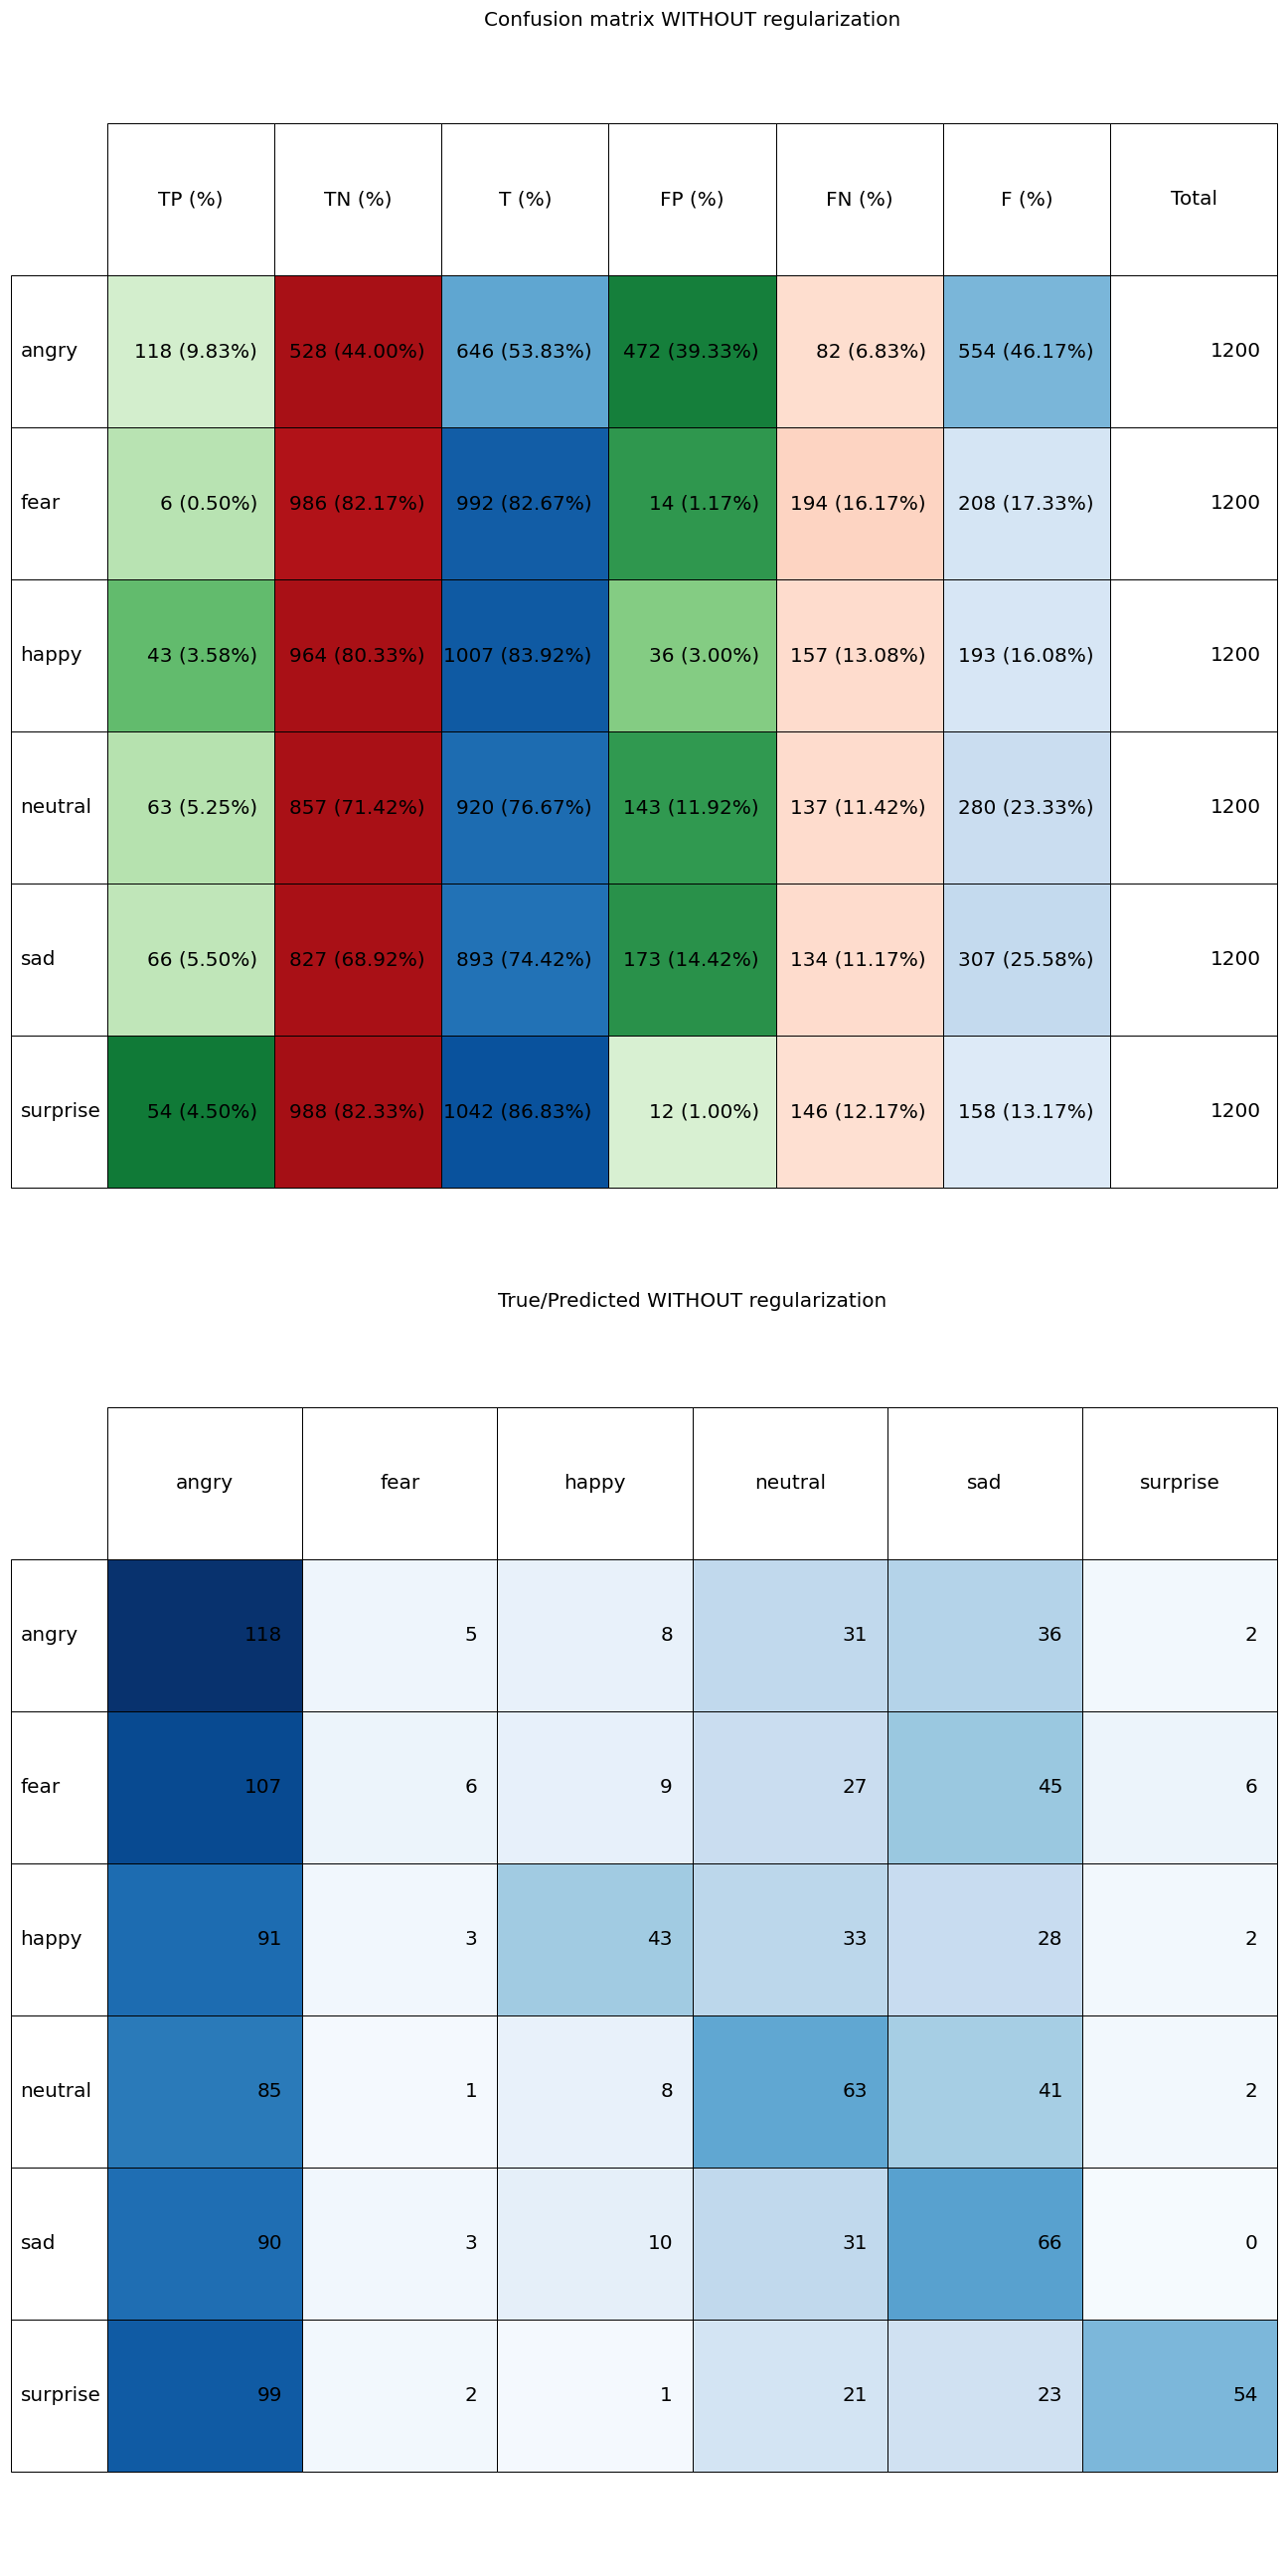 Confusion matrix WITHOUT regularization
TP (%) TN (%) T (%) FP (%) FN (%) F (%) Total
angry 118 (9.83%) 528 (44.00%) 646 (53.83%) 472 (39.33%) 82 (6.83%) 554 (46.17%) 1200
fear 6 (0.50%) 986 (82.17%) 992 (82.67%) 14 (1.17%) 194 (16.17%) 208 (17.33%) 1200
happy 43 (3.58%) 964 (80.33%) 1007 (83.92%) 36 (3.00%) 157 (13.08%) 193 (16.08%) 1200
neutral 63 (5.25%) 857 (71.42%) 920 (76.67%) 143 (11.92%) 137 (11.42%) 280 (23.33%) 1200
sad 66 (5.50%) 827 (68.92%) 893 (74.42%) 173 (14.42%) 134 (11.17%) 307 (25.58%) 1200
surprise 54 (4.50%) 988 (82.33%) 1042 (86.83%) 12 (1.00%) 146 (12.17%) 158 (13.17%) 1200
True/Predicted WITHOUT regularization
angry fear happy neutral sad surprise
angry 118 5 8 31 36 2
fear 107 6 9 27 45 6
happy 91 3 43 33 28 2
neutral 85 1 8 63 41 2
sad 90 3 10 31 66 0
surprise 99 2 1 21 23 54